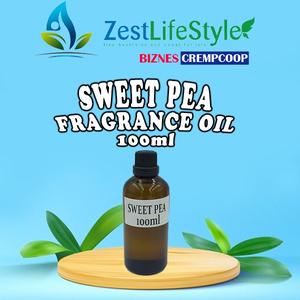 ZestLifeStyle
BIZNES CREMPCOOP
SWEET PEA
FRAGRANCE OIL
100ml
SWEET PEA
100ml